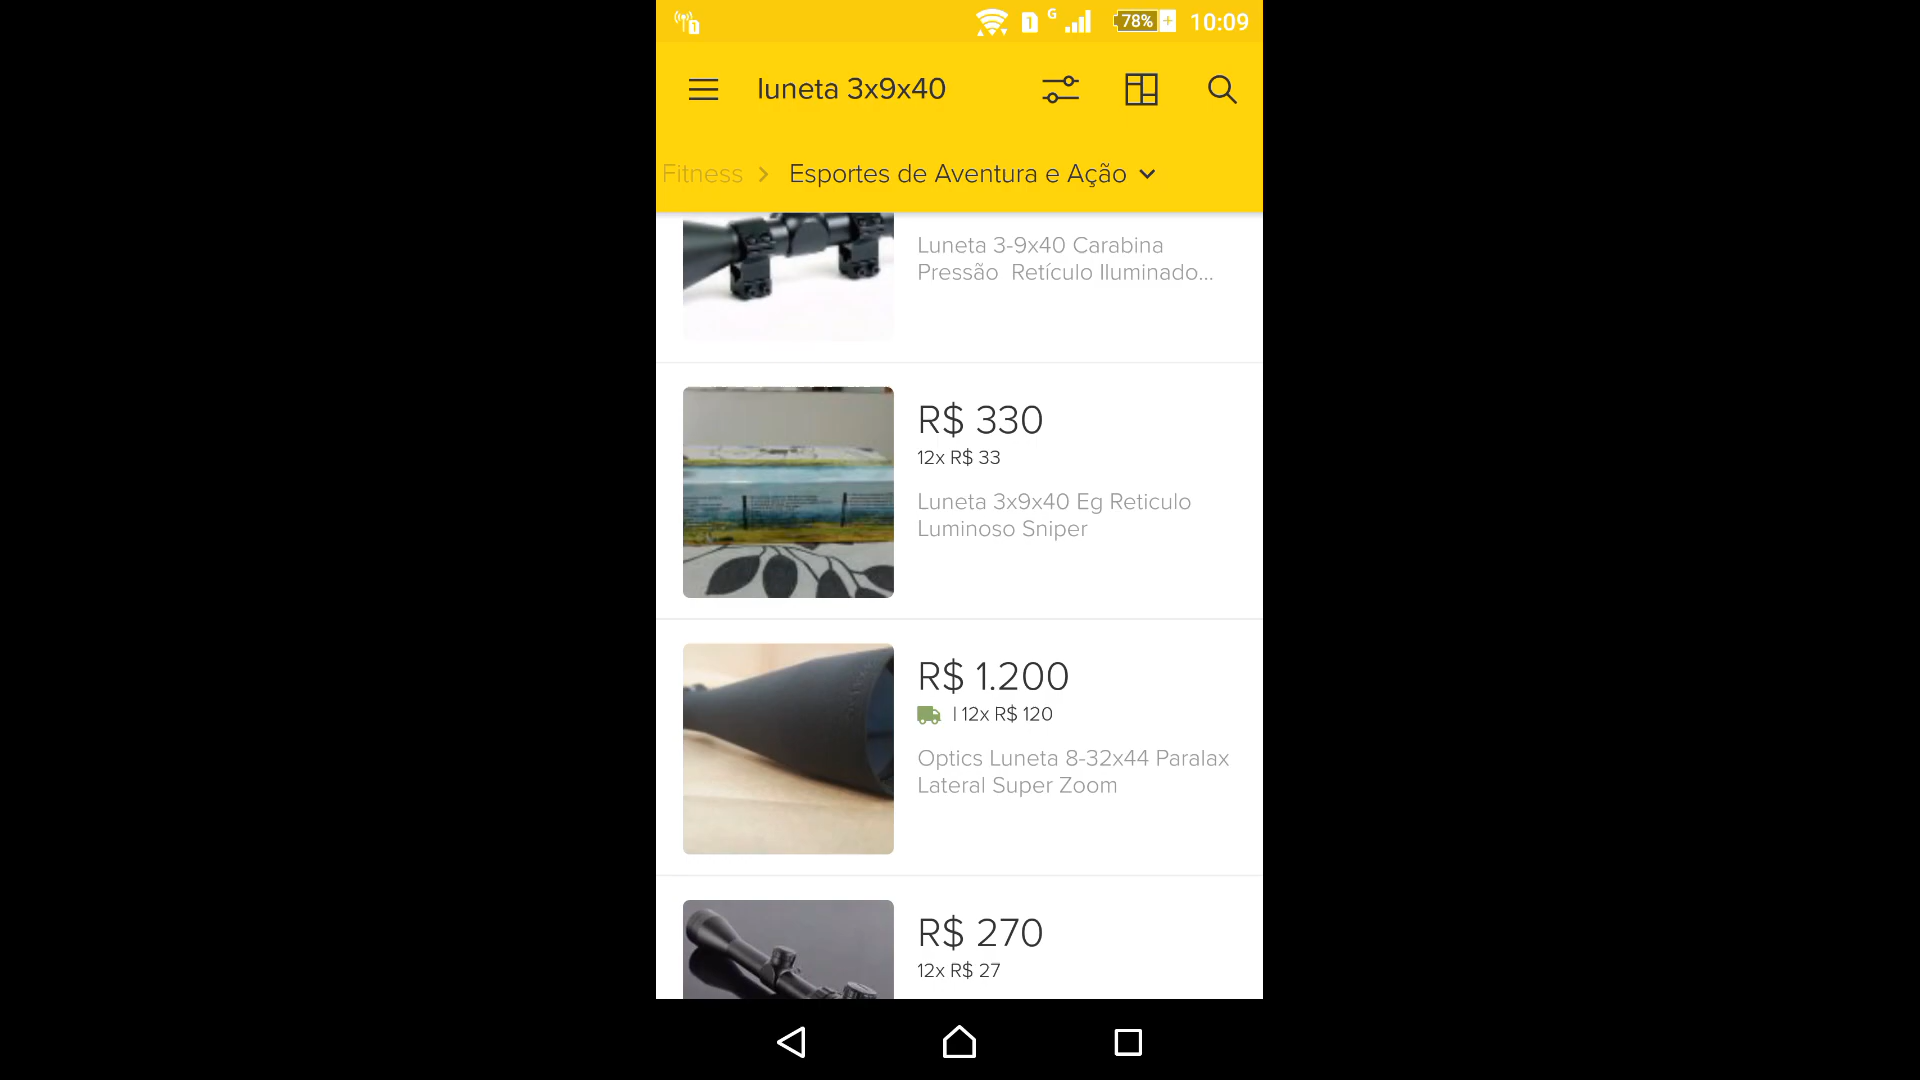 1
1
G
78%
10:09
luneta 3x9x40
Fitness
Esportes de Aventura e Ação
Luneta 3-9x40 Carabina
Pressão Retículo Iluminado...
R$ 330
12x R$ 33
Luneta 3x9x40 Eg Reticulo
Luminoso Sniper
R$ 1.200
| 12x R$ 120
Optics Luneta 8-32x44 Paralax
Lateral Super Zoom
R$ 270
12x R$ 27